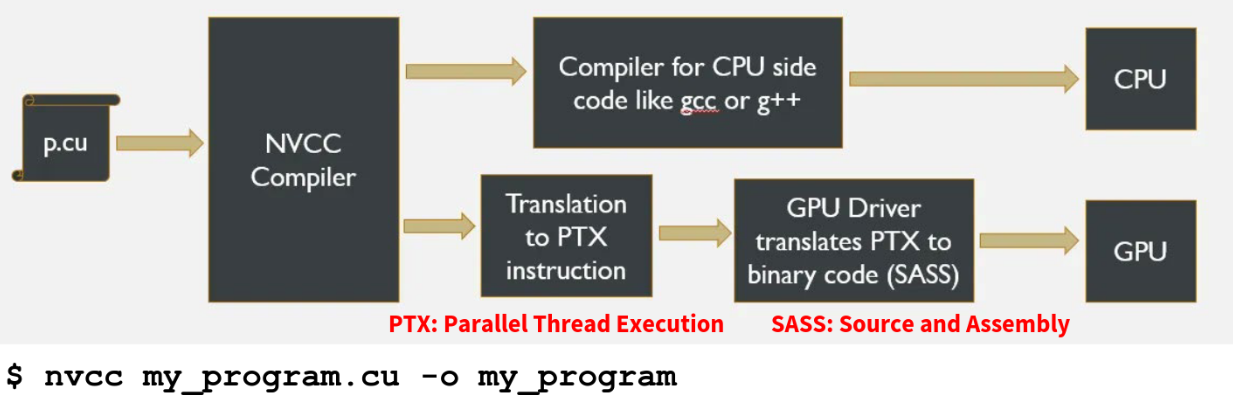 p.cu
NVCC
Compiler
Compiler for CPU side
code like gcc or g++
CPU
Translation
to PTX
instruction
GPU Driver
translates PTX to
binary code (SASS)
GPU
PTX: Parallel Thread Execution
SASS: Source and Assembly
$ nvcc my_program.cu -o my_program